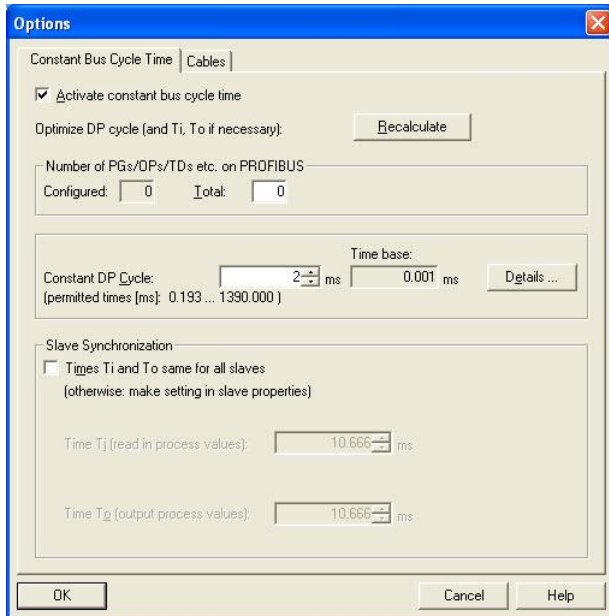 Options
Constant Bus Cycle Time Cables
Activate constant bus cycle time
Optimize DP cycle (and Ti, To if necessary): Recalculate
Number of PGs/OPs/TDs etc. on PROFIBUS
Configured: 0 Total: 0
Time base:
Constant DP Cycle: 2 ms 0.001 ms Details ...
(permitted times [ms]: 0.193 ... 1390.000 )
Slave Synchronization
Times Ti and To same for all slaves
(otherwise: make setting in slave properties)
Time Ti (read in process values): 10.666 ms
Time To (output process values): 10.666 ms
OK Cancel Help